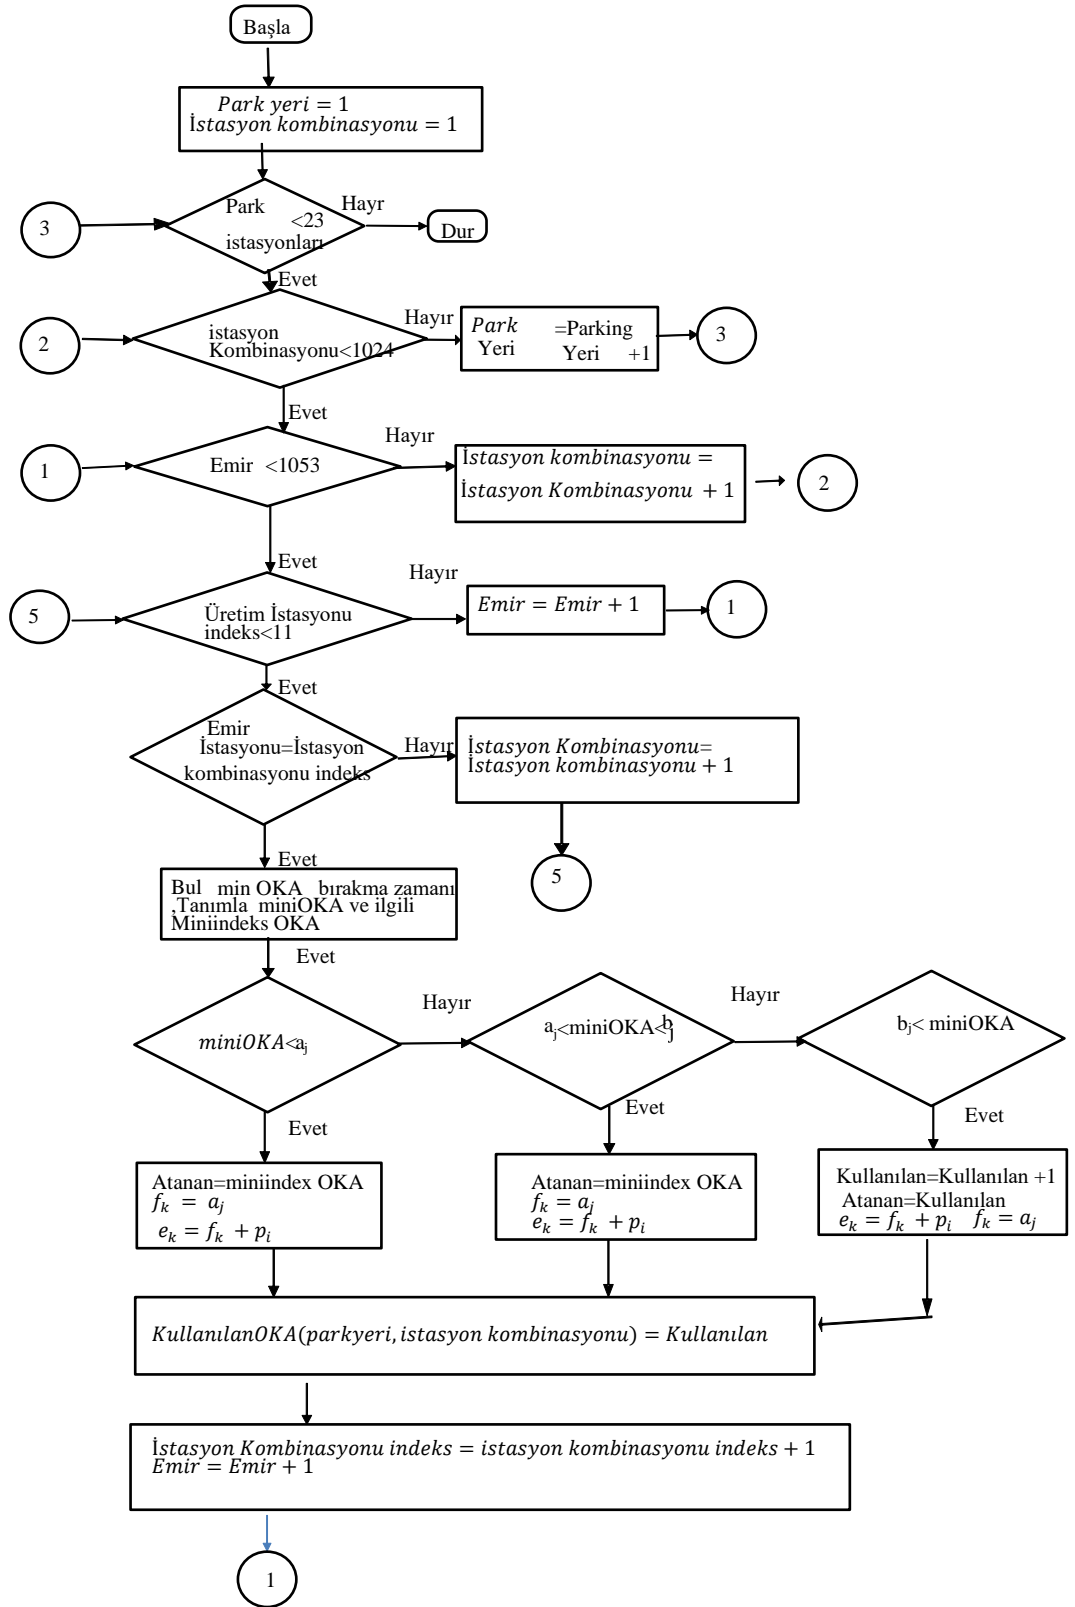 Başla
Park yeri = 1
İstasyon kombinasyonu = 1
3
Park
<23
istasyonları
Hayr
Dur
Evet
2
istasyon
Kombinasyonu<1024
Hayır
Park =Parking
Yeri Yeri +1
3
Evet
1
Emir <1053
Hayır
İstasyon kombinasyonu =
İstasyon Kombinasyonu + 1
2
Evet
5
Üretim İstasyonu
indeks<11
Hayır
Emir = Emir + 1
1
Evet
Emir
İstasyonu=İstasyon
kombinasyonu indeks
Hayır
İstasyon Kombinasyonu=
İstasyon kombinasyonu + 1
5
Evet
Bul min OKA bırakma zamanı
,Tanımla miniOKA ve ilgili
Miniindeks OKA
Evet
miniOKA<aj
Hayır
aj<miniOKA<bj
Hayır
bj< miniOKA
Evet
Evet
Evet
Atanan=miniindex OKA
fk = aj
ek = fk + pi
Atanan=miniindex OKA
fk = aj
ek = fk + pi
Kullanılan=Kullanılan +1
Atanan=Kullanılan
ek = fk + pi fk = aj
KullanılanOKA(parkyeri, istasyon kombinasyonu) = Kullanılan
İstasyon Kombinasyonu indeks = istasyon kombinasyonu indeks + 1
Emir = Emir + 1
1